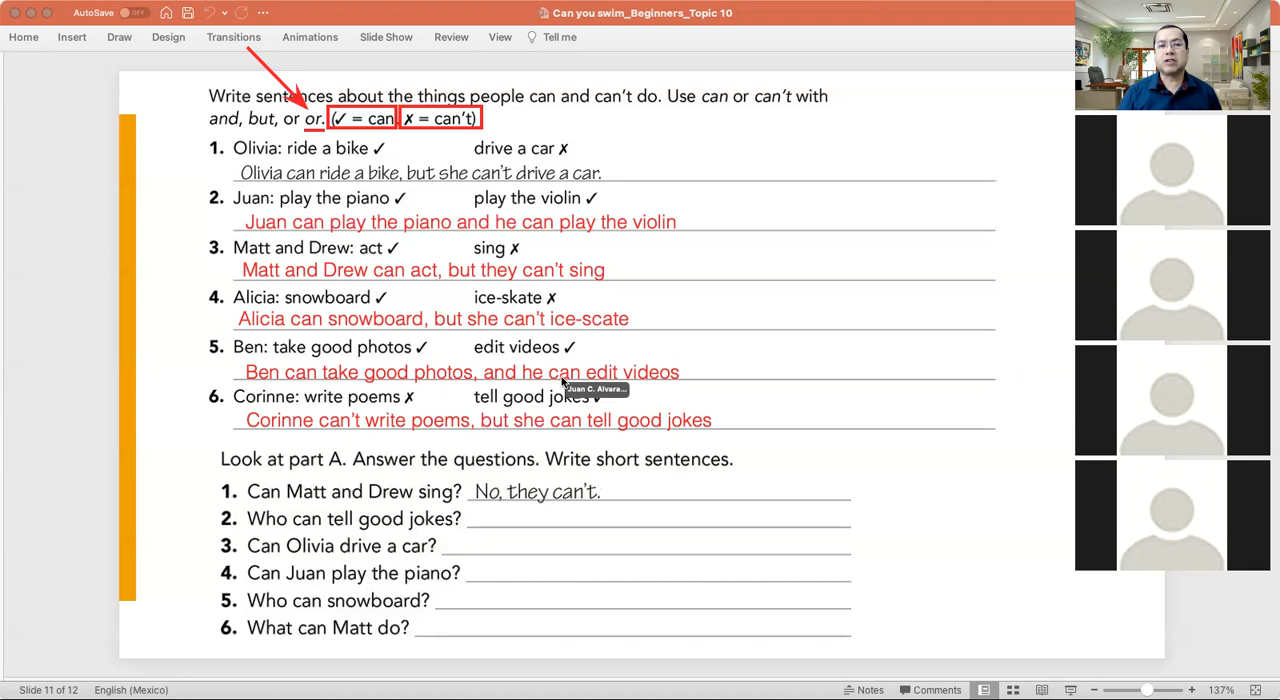 AutoSave OFF Can you swim_Beginners_Topic 10
Home Insert Draw Design Transitions Animations Slide Show Review View Tell me
Write sentences about the things people can and can't do. Use can or can't with
and, but, or or. (✓ = can ✗ = can't)
1. Olivia: ride a bike ✓ drive a car ✗
Olivia can ride a bike, but she can't drive a car.
2. Juan: play the piano ✓ play the violin ✓
Juan can play the piano and he can play the violin
3. Matt and Drew: act ✓ sing ✗
Matt and Drew can act, but they can't sing
4. Alicia: snowboard ✓ ice-skate ✗
Alicia can snowboard, but she can't ice-scate
5. Ben: take good photos ✓ edit videos ✓
Ben can take good photos, and he can edit videos
Juan C. Alvara...
6. Corinne: write poems ✗ tell good jokes ✓
Corinne can't write poems, but she can tell good jokes
Look at part A. Answer the questions. Write short sentences.
1. Can Matt and Drew sing? No, they can't.
2. Who can tell good jokes?
3. Can Olivia drive a car?
4. Can Juan play the piano?
5. Who can snowboard?
6. What can Matt do?
Slide 11 of 12 English (Mexico) Notes Comments 137%